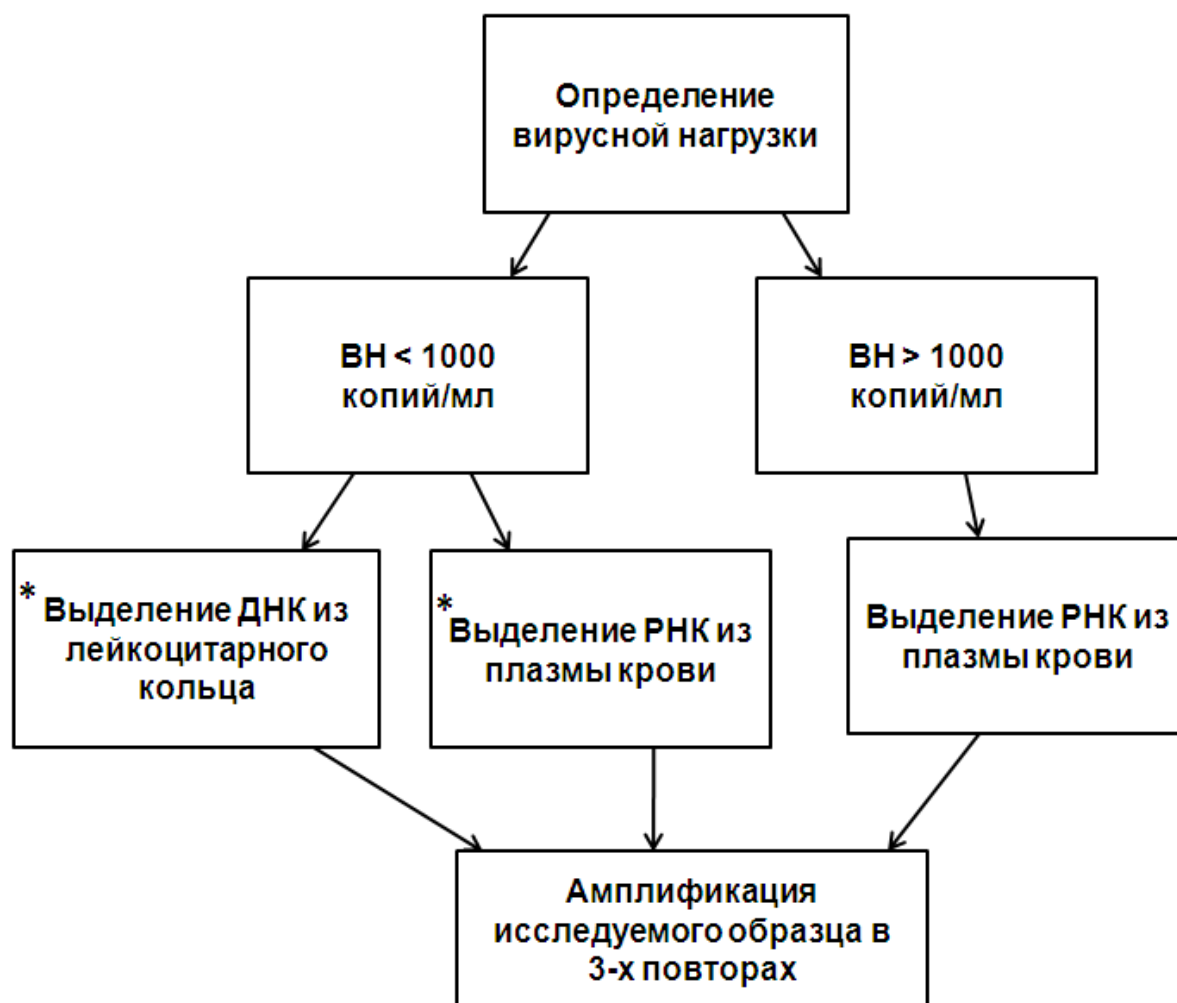 Определение
вирусной нагрузки
ВН < 1000
копий/мл
ВН > 1000
копий/мл
* Выделение ДНК из
лейкоцитарного
кольца
* Выделение РНК из
плазмы крови
Выделение РНК из
плазмы крови
Амплификация
исследуемого образца в
3-х повторах